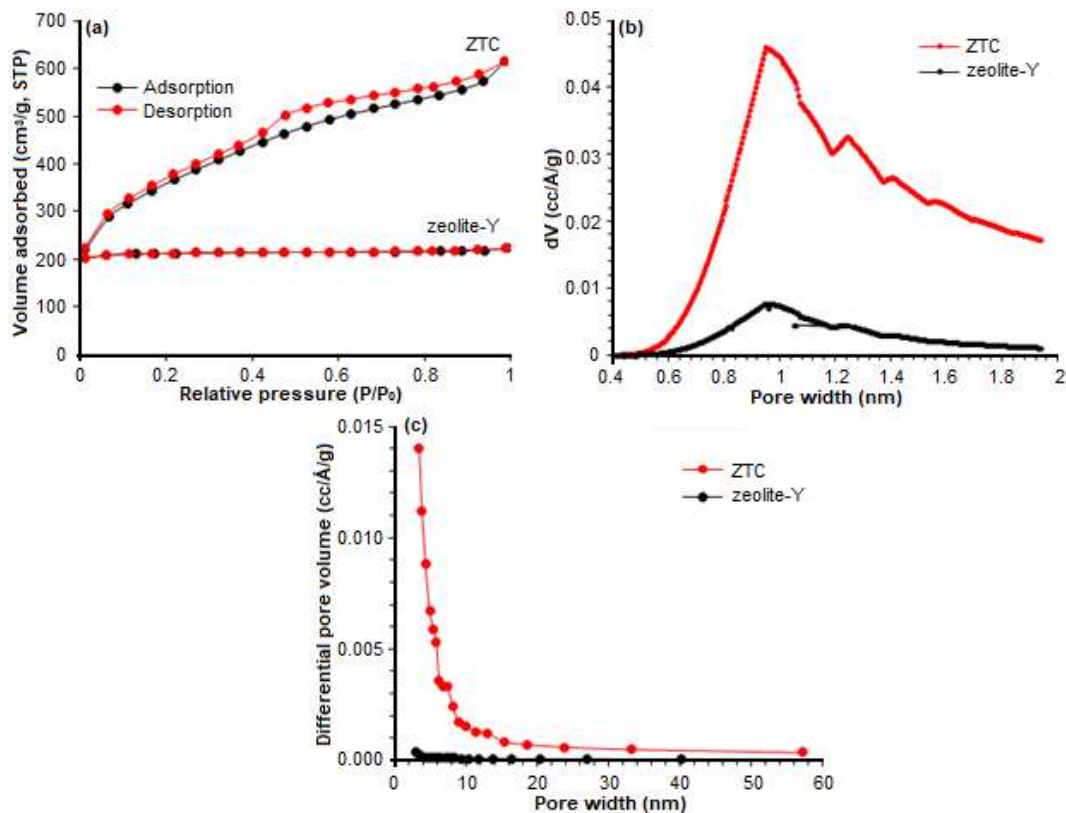 (a)
700
600
500
400
300
200
100
0
Volume adsorbed (cm³/g, STP)
Adsorption
Desorption
ZTC
zeolite-Y
0.2
0.4
0.6
0.8
1
Relative pressure (P/P₀)
(b)
0.05
0.04
0.03
0.02
0.01
0
dV (cc/Å/g)
ZTC
zeolite-Y
0.4
0.6
0.8
1
1.2
1.4
1.6
1.8
2
Pore width (nm)
(c)
0.015
0.010
0.005
0.000
Differential pore volume (cc/Å/g)
ZTC
zeolite-Y
0
10
20
30
40
50
60
Pore width (nm)